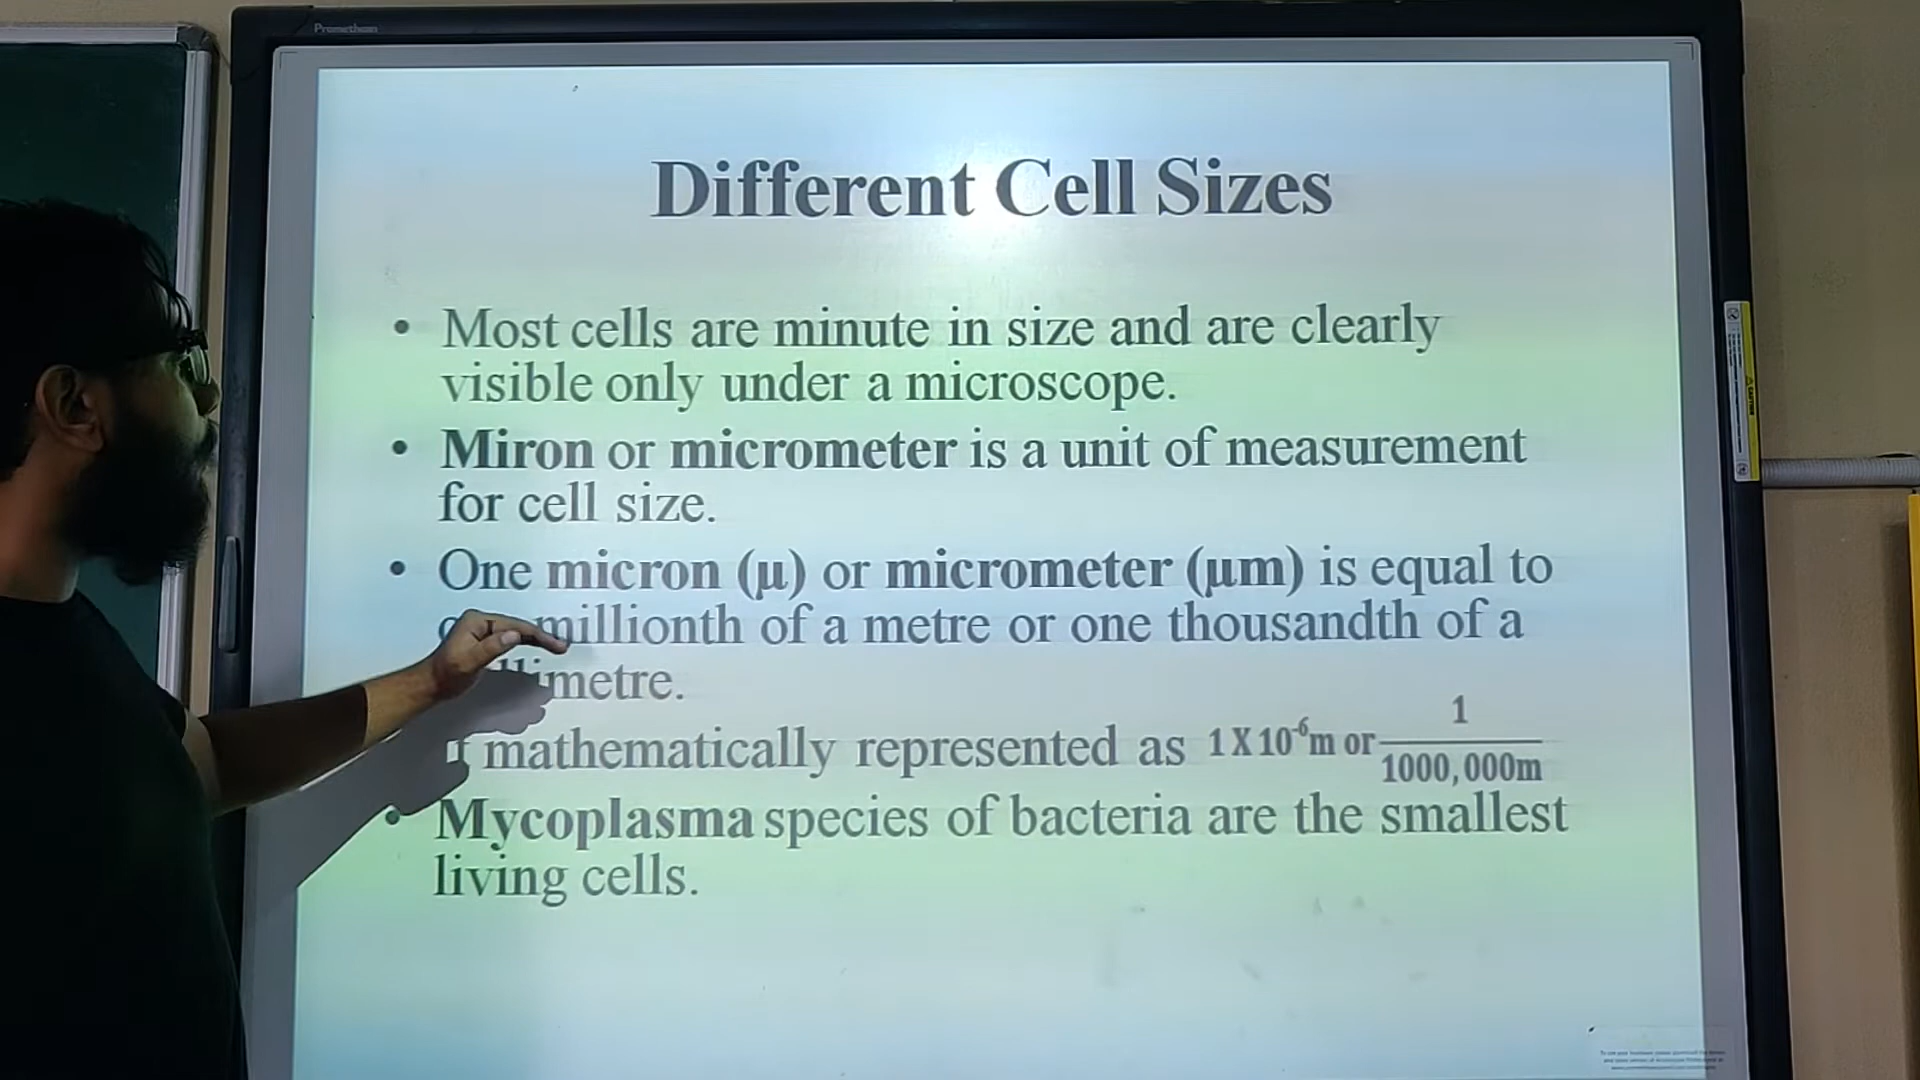 Promethean
Different Cell Sizes
• Most cells are minute in size and are clearly
visible only under a microscope.
• Miron or micrometer is a unit of measurement
for cell size.
• One micron (µ) or micrometer (µm) is equal to
millionth of a metre or one thousandth of a
metre.
mathematically represented as 1 X 10⁻⁶m or 1/1000,000m
• Mycoplasma species of bacteria are the smallest
living cells.